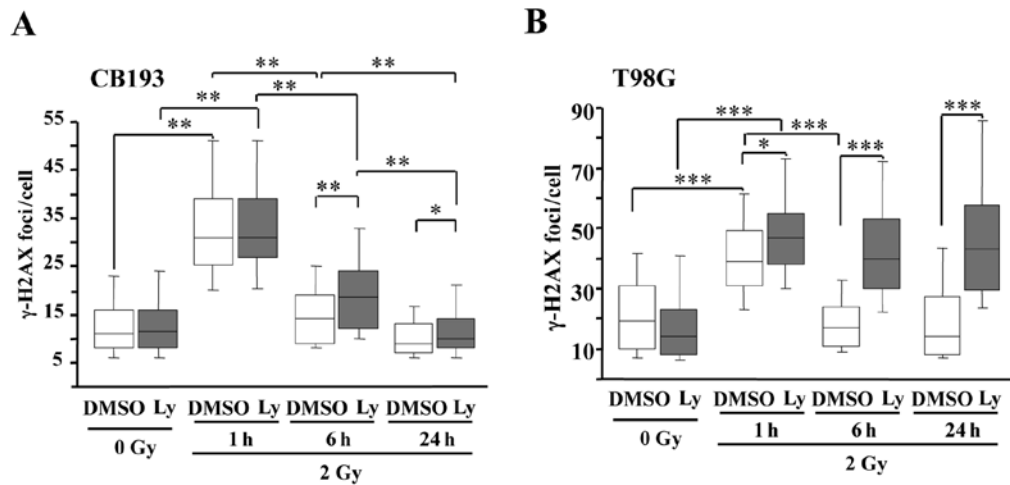 A
CB193
** **
** **
** **
** *
γ-H2AX foci/cell
55
45
35
25
15
5
DMSO Ly DMSO Ly DMSO Ly DMSO Ly
0 Gy 1 h 6 h 24 h
2 Gy
B
T98G
*** ***
*** * *** ***
γ-H2AX foci/cell
90
70
50
30
10
DMSO Ly DMSO Ly DMSO Ly DMSO Ly
0 Gy 1 h 6 h 24 h
2 Gy